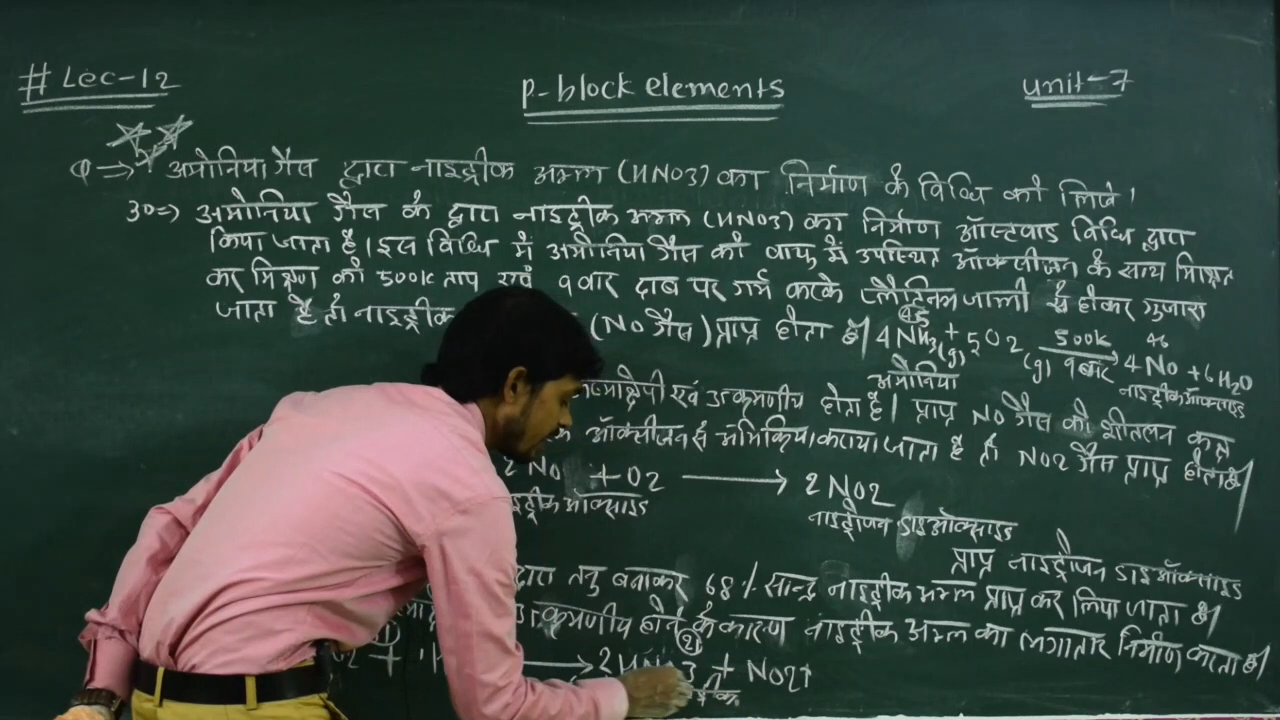 # Lec-12
P-block elements
unit-7
Q⇒ अमोनिया गैस द्वारा नाइट्रीक अम्ल (HNO3) का निर्माण के विधि को लिखें।
उ०⇒ अमोनिया गैस के द्वारा नाइट्रीक अम्ल (HNO3) का निर्माण ऑस्टवाड विधि द्वारा
किया जाता है। इस विधि में अमोनिया गैस को वायु में उपस्थित ऑक्सीजन के साथ मिश्रित
कर मिश्रण को 500K ताप एवं 9 वार दाब पर गर्म करके प्लैटिनम जाली से होकर गुजारा
जाता है तो नाइट्रीक (NO गैस) प्राप्त होता है। 4NH3(g) + 5O2(g) 500K 9 बार → 4NO + 6H2O
अमोनिया नाइट्रीक ऑक्साइड
एवं उत्क्रमणीय होता है। प्राप्त NO गैस को शीतलन कर
ऑक्सीजन से अभिक्रिया कराया जाता है तो NO2 गैस प्राप्त होता है।
2NO + O2 → 2NO2
ऑक्साइड नाइट्रोजन डाइऑक्साइड
प्राप्त नाइट्रोजन डाइऑक्साइड
द्वारा तनु बनाकर 68% सान्द्र नाइट्रीक अम्ल प्राप्त कर लिया जाता है।
उत्क्रमणीय होने के कारण नाइट्रीक अम्ल का लगातार निर्माण करता है।
→ 2HNO3 + NO2↑